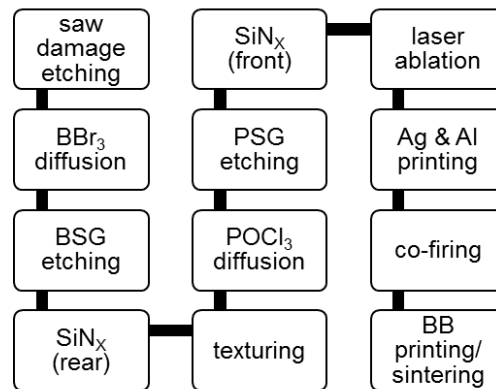 saw
damage
etching
BBr₃
diffusion
BSG
etching
SiNₓ
(rear)
texturing
POCl₃
diffusion
PSG
etching
SiNₓ
(front)
laser
ablation
Ag & Al
printing
co-firing
BB
printing/
sintering